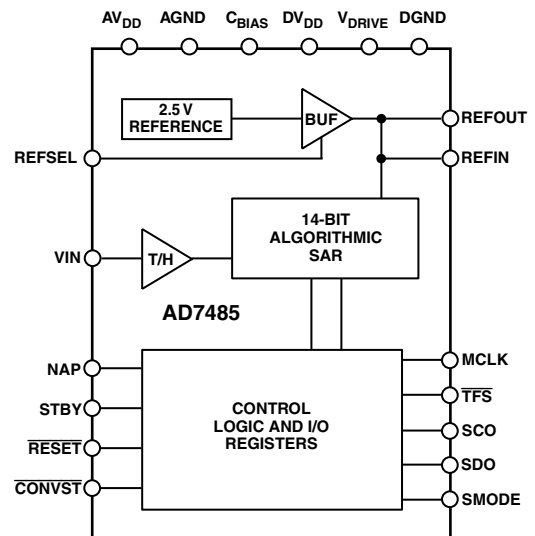 AVDD AGND CBIAS DVDD VDRIVE DGND
2.5 V
REFERENCE
BUF
REFOUT
REFSEL
REFIN
14-BIT
ALGORITHMIC
SAR
VIN
T/H
AD7485
NAP
STBY
RESET
CONVST
CONTROL
LOGIC AND I/O
REGISTERS
MCLK
TFS
SCO
SDO
SMODE